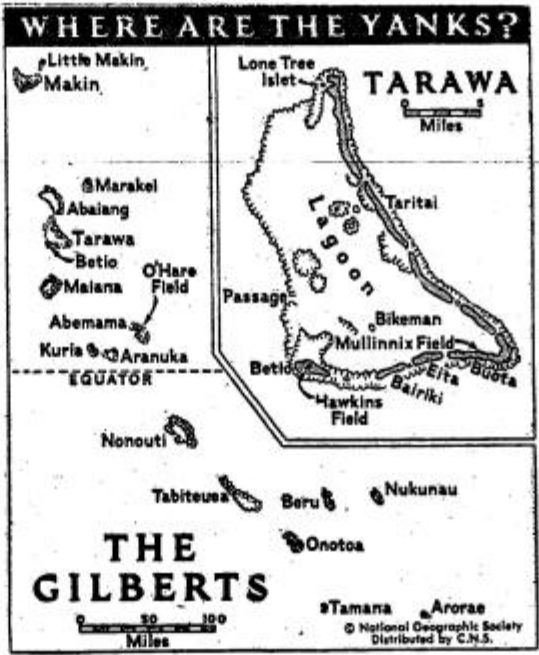 WHERE ARE THE YANKS?
Little Makin
Makin
Marakei
Abaiang
Tarawa
Betio
Maiana
O'Hare
Field
Abemama
Kuria
Aranuka
EQUATOR
Nonouti
Tabiteuea
Beru
Nukunau
Onotoa
Tamana
Arorae
THE
GILBERTS
0 50 100
Miles
© National Geographic Society
Distributed by C.N.S.
TARAWA
0 5
Miles
Lone Tree
Islet
Taritai
Lagoon
Passage
Bikeman
Mullinnix Field
Betio
Hawkins
Field
Bairiki
Eita
Buota